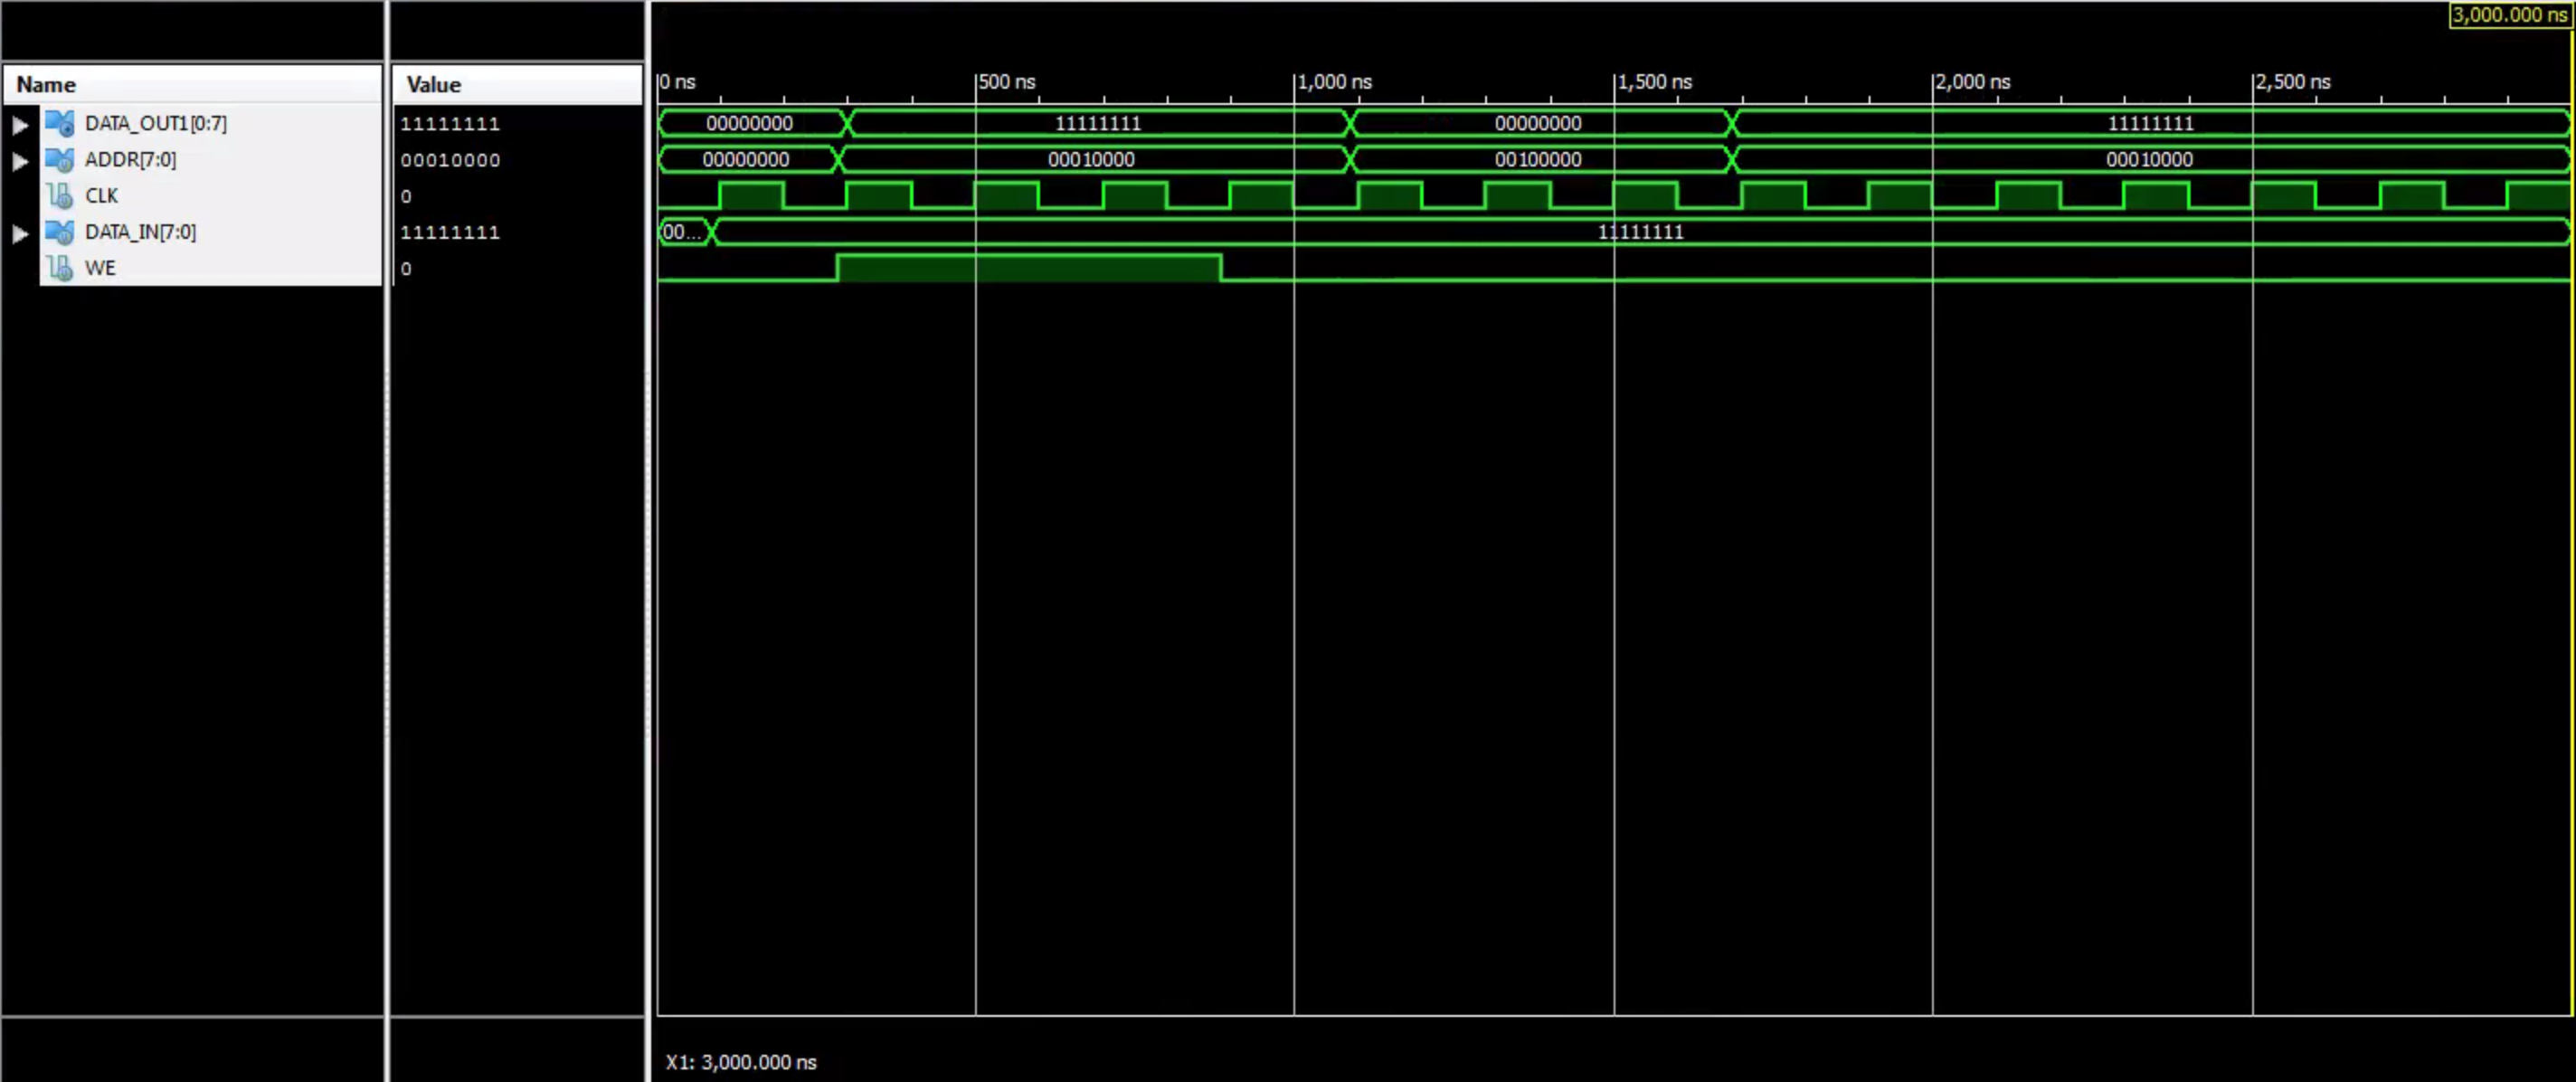 3,000.000 ns
Name Value
0 ns 500 ns 1,000 ns 1,500 ns 2,000 ns 2,500 ns
DATA_OUT1[0:7] 11111111 00000000 11111111 00000000 11111111
ADDR[7:0] 00010000 00000000 00010000 00100000 00010000
CLK 0
DATA_IN[7:0] 11111111 00... 11111111
WE 0
X1: 3,000.000 ns